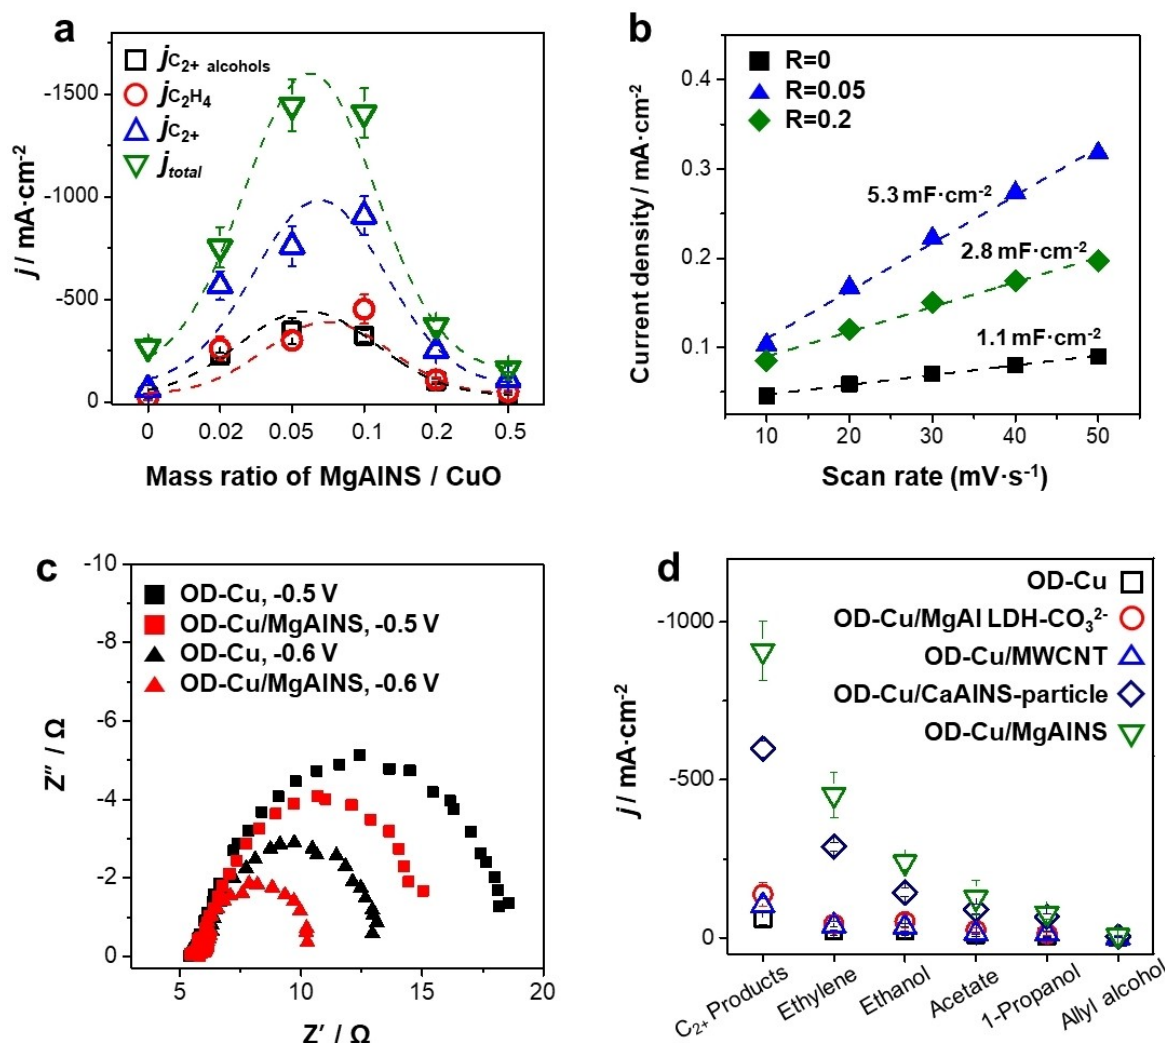 a
j_C2+ alcohols
j_C2H4
j_C2+
j_total
-1500
-1000
-500
0
j / mA·cm⁻²
0 0.02 0.05 0.1 0.2 0.5
Mass ratio of MgAlNS / CuO
b
R=0
R=0.05
R=0.2
0.4
0.3
0.2
0.1
Current density / mA·cm⁻²
5.3 mF·cm⁻²
2.8 mF·cm⁻²
1.1 mF·cm⁻²
10 20 30 40 50
Scan rate (mV·s⁻¹)
c
OD-Cu, -0.5 V
OD-Cu/MgAlNS, -0.5 V
OD-Cu, -0.6 V
OD-Cu/MgAlNS, -0.6 V
-10
-8
-6
-4
-2
0
Z″ / Ω
5 10 15 20
Z′ / Ω
d
OD-Cu
OD-Cu/MgAl LDH-CO₃²⁻
OD-Cu/MWCNT
OD-Cu/CaAlNS-particle
OD-Cu/MgAlNS
-1000
-500
0
j / mA·cm⁻²
C₂₊ Products
Ethylene
Ethanol
Acetate
1-Propanol
Allyl alcohol